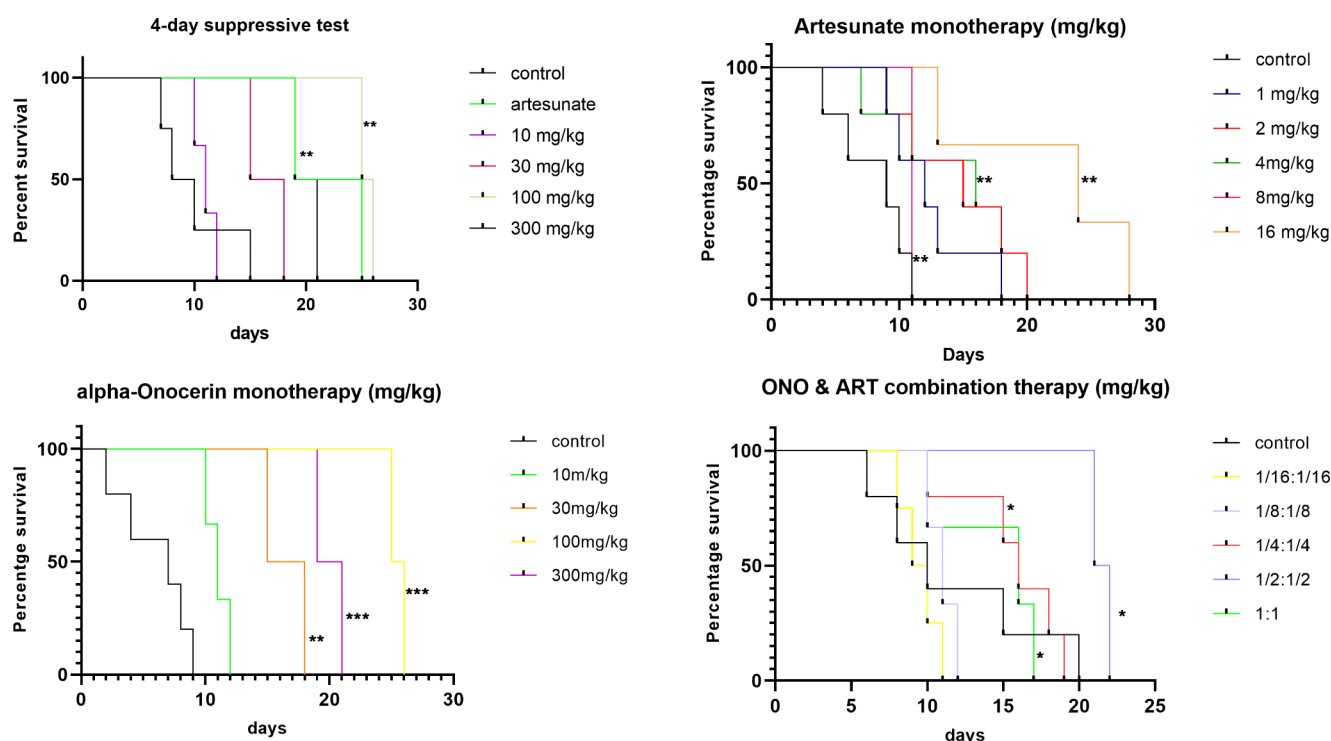 4-day suppressive test
Percent survival
100
50
0
0 10 20 30
days
control
artesunate
10 mg/kg
30 mg/kg
100 mg/kg
300 mg/kg
**
**
Artesunate monotherapy (mg/kg)
Percentage survival
100
50
0
0 10 20 30
Days
control
1 mg/kg
2 mg/kg
4mg/kg
8mg/kg
16 mg/kg
**
**
**
alpha-Onocerin monotherapy (mg/kg)
Percentge survival
100
50
0
0 10 20 30
days
control
10m/kg
30mg/kg
100mg/kg
300mg/kg
***
***
**
ONO & ART combination therapy (mg/kg)
Percentage survival
100
50
0
0 5 10 15 20 25
days
control
1/16:1/16
1/8:1/8
1/4:1/4
1/2:1/2
1:1
*
*
*